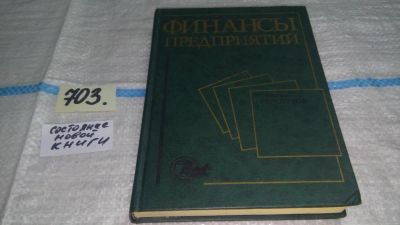 ФИНАНСЫ
ПРЕДПРИЯТИЙ
703.
СОСТОЯНИЕ
НОВОЙ
КНИГИ